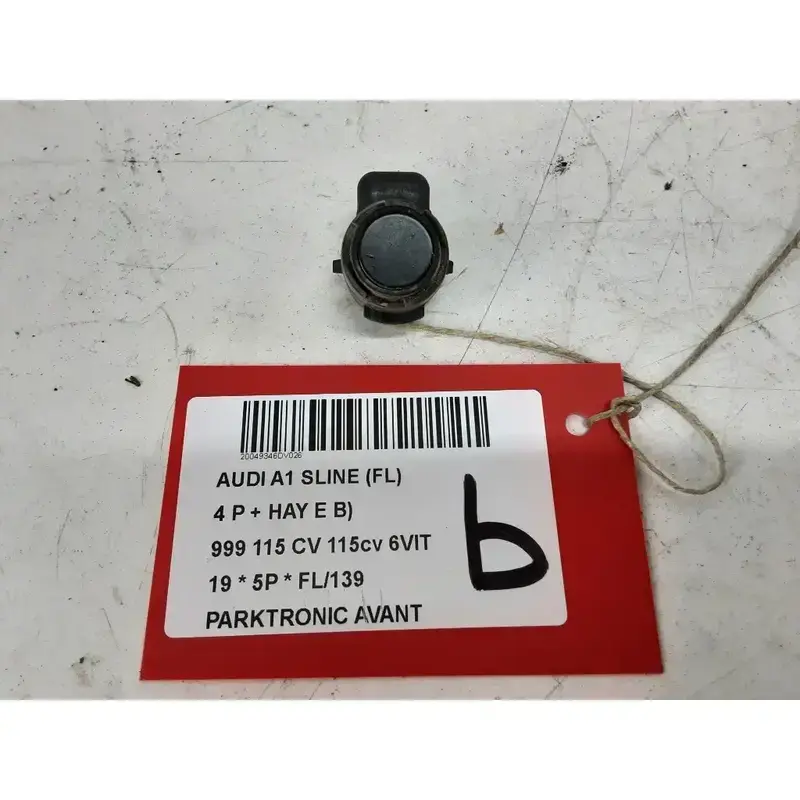 20049346DV026
AUDI A1 SLINE (FL)
4 P + HAY E B)
999 115 CV 115cv 6VIT
19 * 5P * FL/139
PARKTRONIC AVANT
b